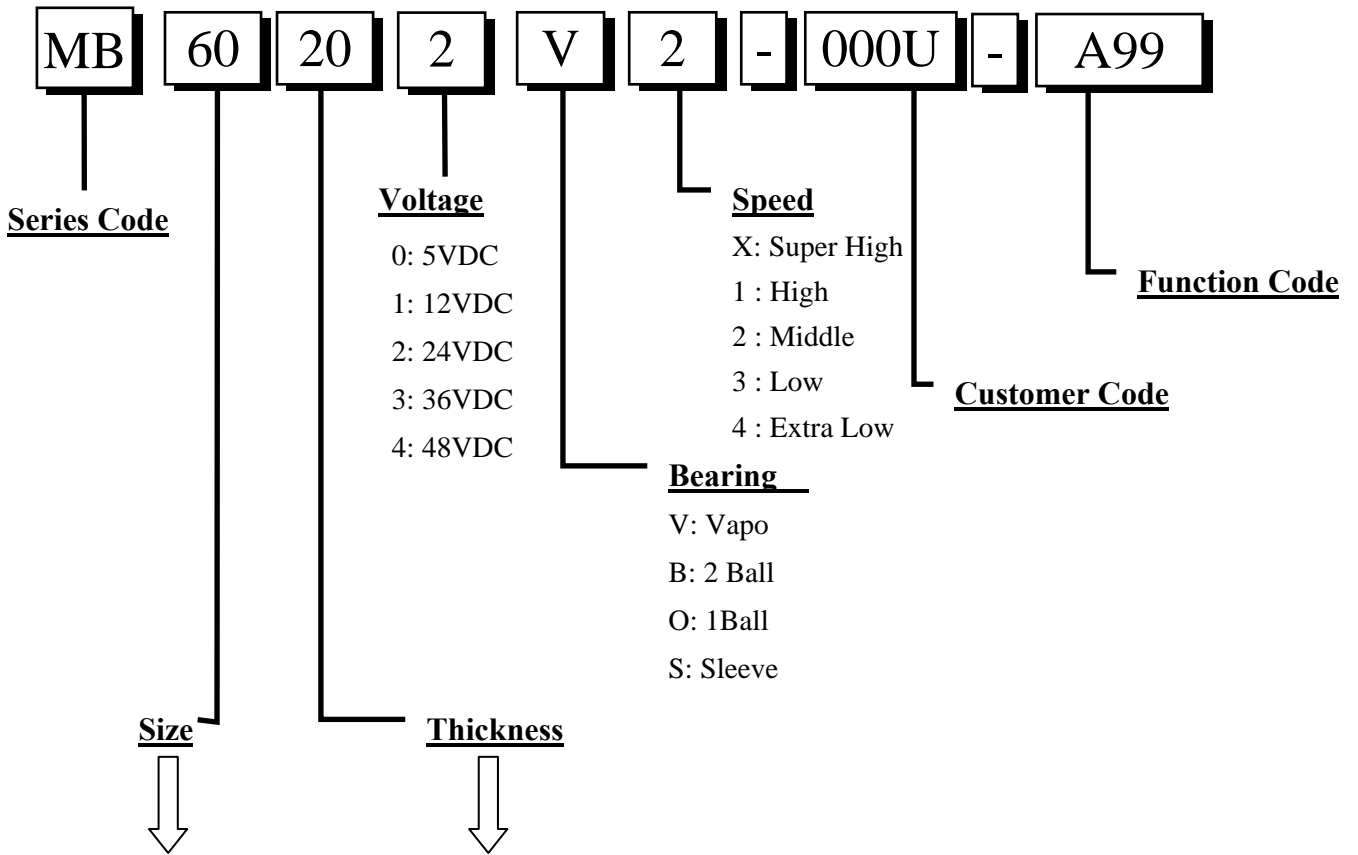 MB 60 20 2 V 2 - 000U - A99
Series Code
Voltage
0: 5VDC
1: 12VDC
2: 24VDC
3: 36VDC
4: 48VDC
Speed
X: Super High
1 : High
2 : Middle
3 : Low
4 : Extra Low
Function Code
Customer Code
Bearing
V: Vapo
B: 2 Ball
O: 1Ball
S: Sleeve
Size
Thickness